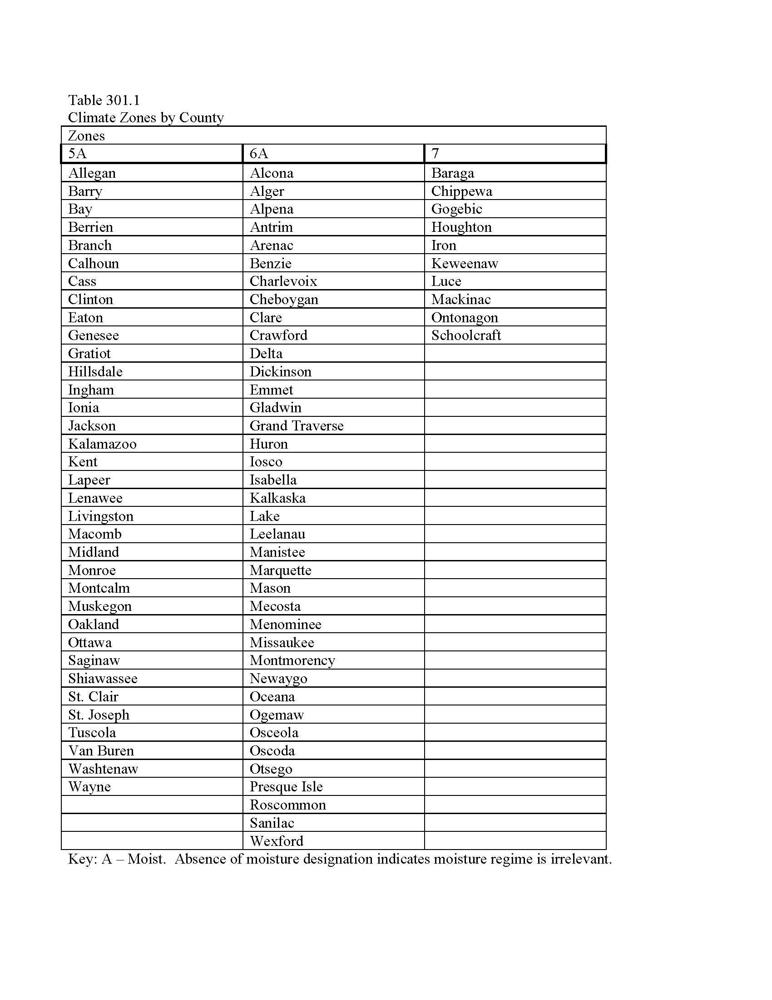 Table 301.1
Climate Zones by County
Zones
5A 6A 7
Allegan Alcona Baraga
Barry Alger Chippewa
Bay Alpena Gogebic
Berrien Antrim Houghton
Branch Arenac Iron
Calhoun Benzie Keweenaw
Cass Charlevoix Luce
Clinton Cheboygan Mackinac
Eaton Clare Ontonagon
Genesee Crawford Schoolcraft
Gratiot Delta
Hillsdale Dickinson
Ingham Emmet
Ionia Gladwin
Jackson Grand Traverse
Kalamazoo Huron
Kent Iosco
Lapeer Isabella
Lenawee Kalkaska
Livingston Lake
Macomb Leelanau
Midland Manistee
Monroe Marquette
Montcalm Mason
Muskegon Mecosta
Oakland Menominee
Ottawa Missaukee
Saginaw Montmorency
Shiawassee Newaygo
St. Clair Oceana
St. Joseph Ogemaw
Tuscola Osceola
Van Buren Oscoda
Washtenaw Otsego
Wayne Presque Isle
Roscommon
Sanilac
Wexford
Key: A – Moist.  Absence of moisture designation indicates moisture regime is irrelevant.